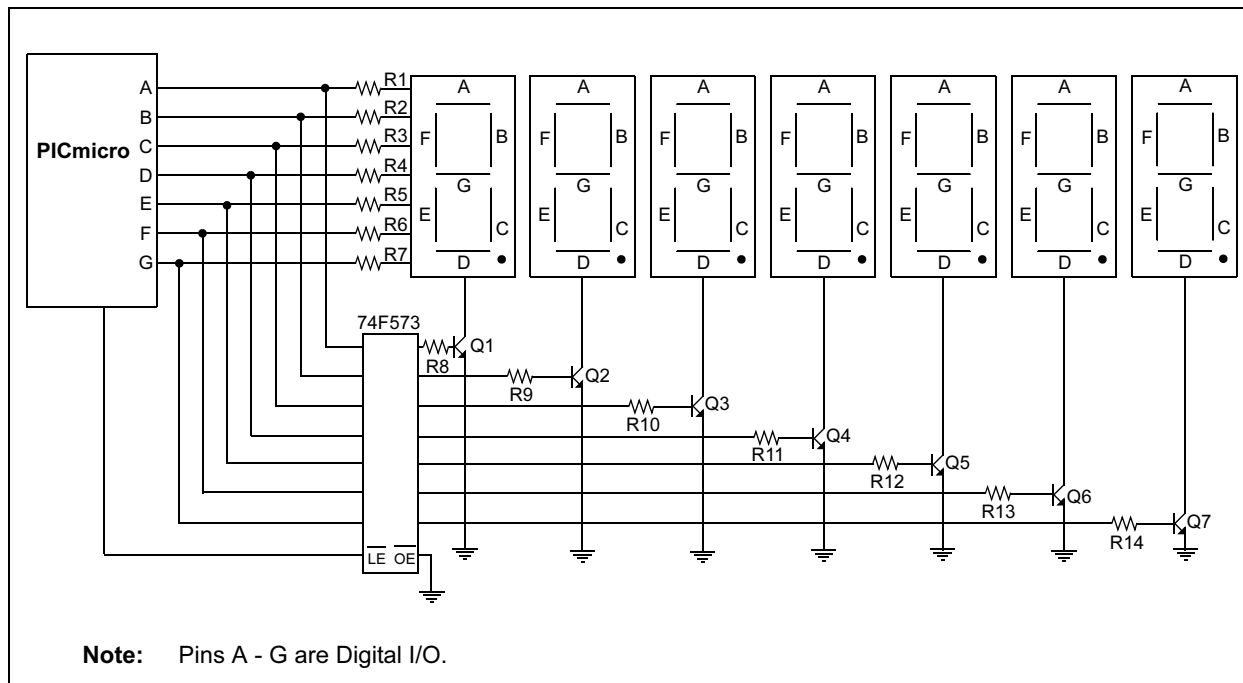 PICmicro
A
B
C
D
E
F
G
R1
R2
R3
R4
R5
R6
R7
A
F
B
G
E
C
D
A
F
B
G
E
C
D
A
F
B
G
E
C
D
A
F
B
G
E
C
D
A
F
B
G
E
C
D
A
F
B
G
E
C
D
A
F
B
G
E
C
D
74F573
LE OE
R8
Q1
R9
Q2
R10
Q3
R11
Q4
R12
Q5
R13
Q6
R14
Q7
Note: Pins A - G are Digital I/O.